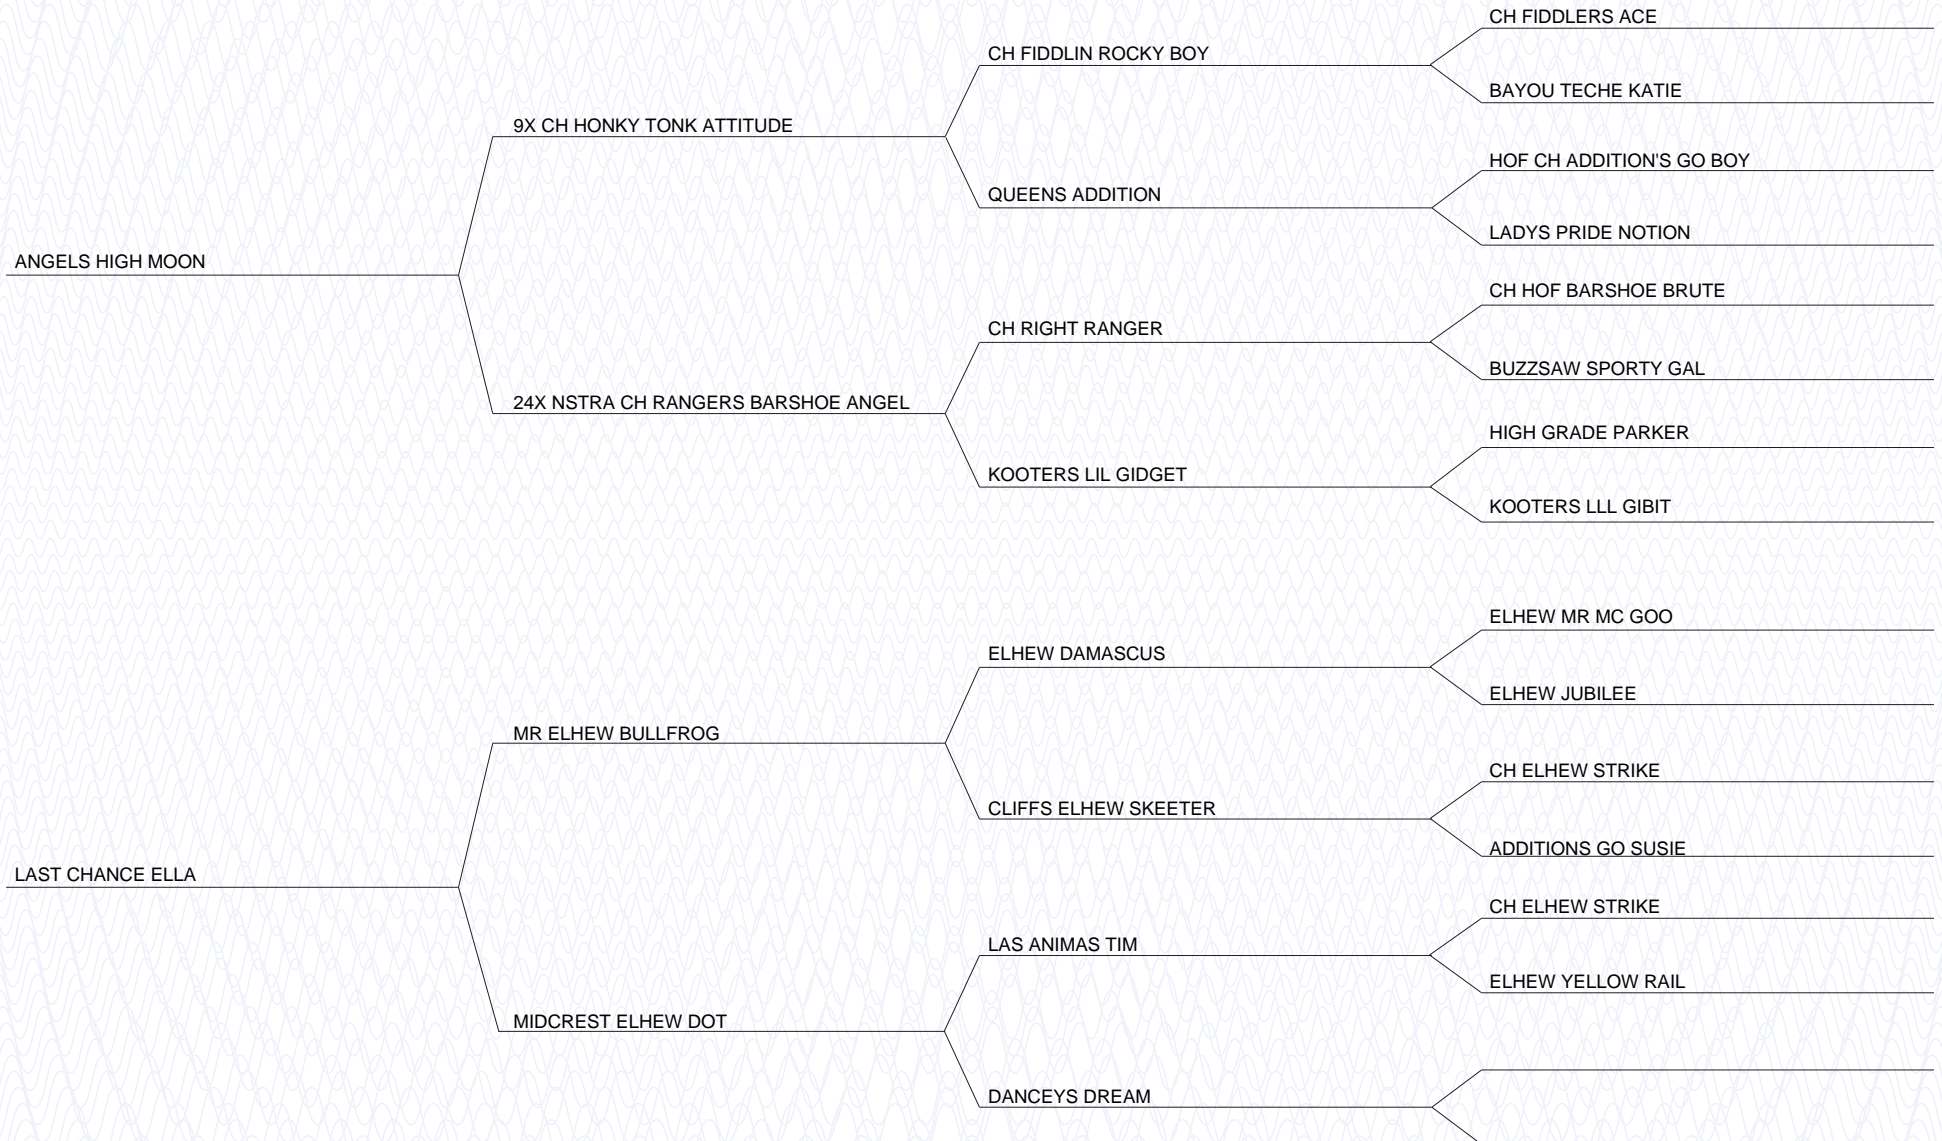 CH FIDDLERS ACE
CH FIDDLIN ROCKY BOY
BAYOU TECHE KATIE
9X CH HONKY TONK ATTITUDE
HOF CH ADDITION'S GO BOY
QUEENS ADDITION
LADYS PRIDE NOTION
ANGELS HIGH MOON
CH HOF BARSHOE BRUTE
CH RIGHT RANGER
BUZZSAW SPORTY GAL
24X NSTRA CH RANGERS BARSHOE ANGEL
HIGH GRADE PARKER
KOOTERS LIL GIDGET
KOOTERS LLL GIBIT
ELHEW MR MC GOO
ELHEW DAMASCUS
ELHEW JUBILEE
MR ELHEW BULLFROG
CH ELHEW STRIKE
CLIFFS ELHEW SKEETER
ADDITIONS GO SUSIE
LAST CHANCE ELLA
CH ELHEW STRIKE
LAS ANIMAS TIM
ELHEW YELLOW RAIL
MIDCREST ELHEW DOT
DANCEYS DREAM